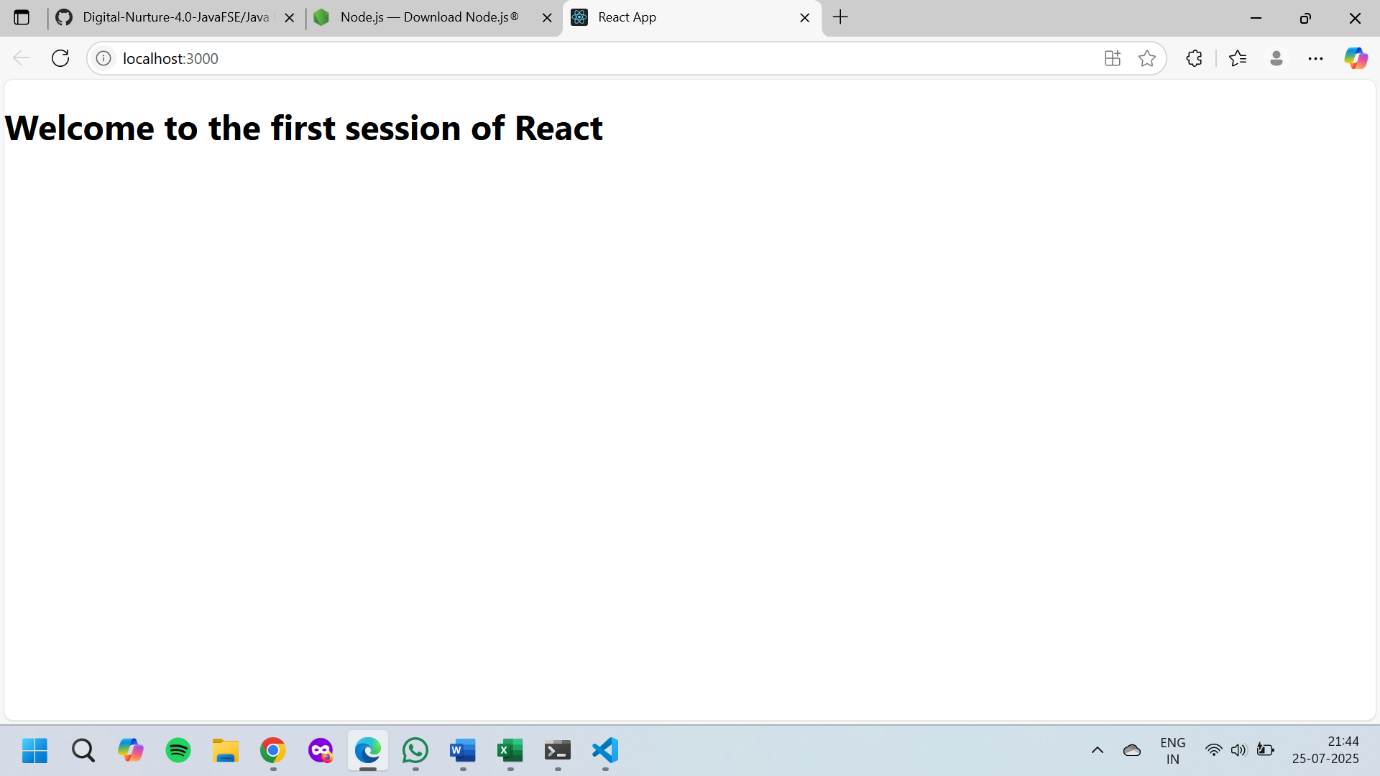 Digital-Nurture-4.0-JavaFSE/Java
Node.js — Download Node.js®
React App
localhost:3000
Welcome to the first session of React
ENG
IN
21:44
25-07-2025